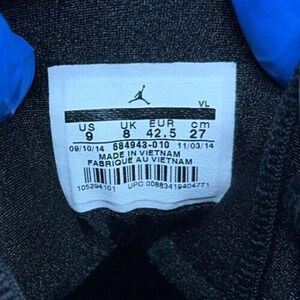 VL
US UK EUR cm
9 8 42.5 27
09/10/14 684943-010 11/03/14
MADE IN VIETNAM
FABRIQUE AU VIETNAM
105294101 UPC 00883419404771